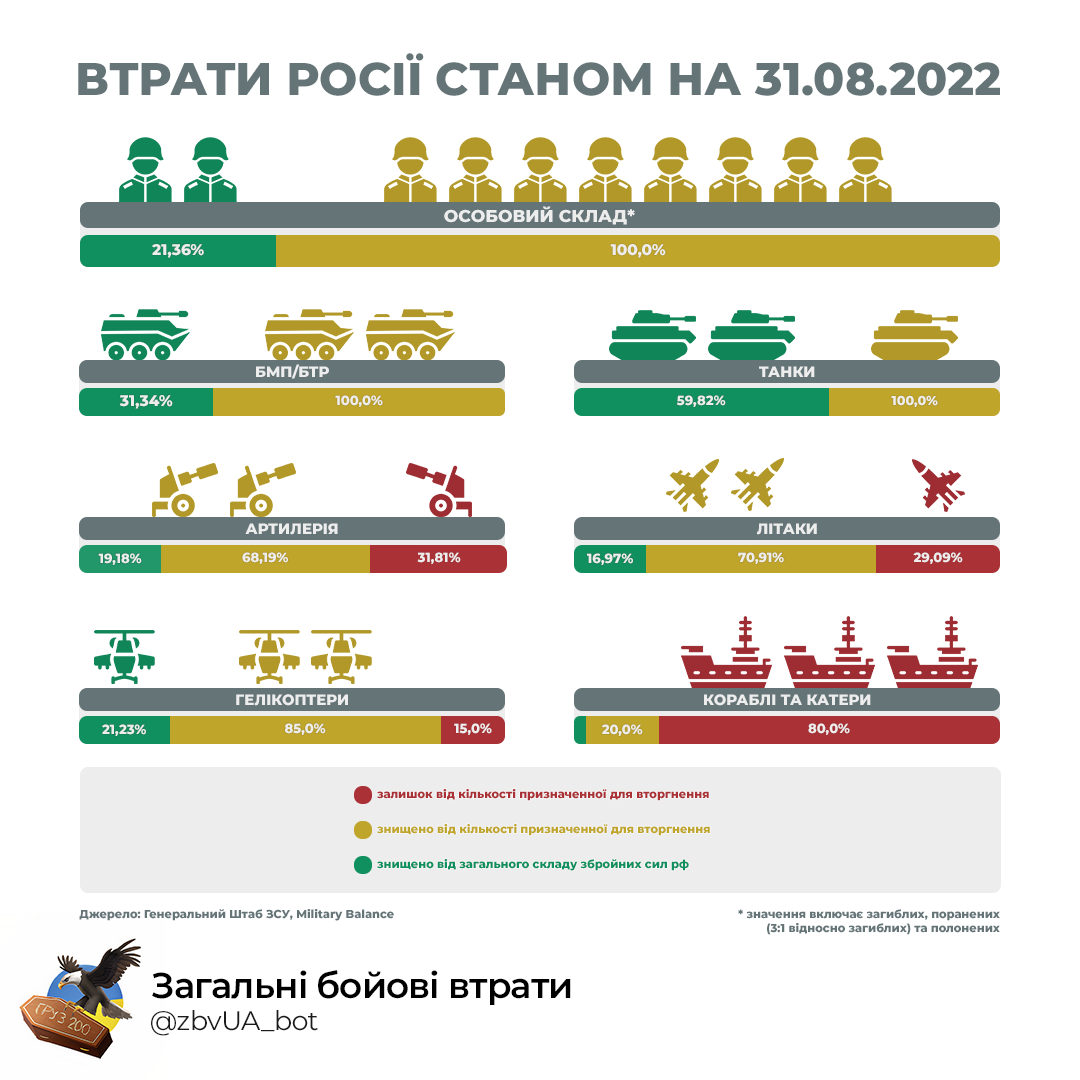 ВТРАТИ РОСІЇ СТАНОМ НА 31.08.2022
ОСОБОВИЙ СКЛАД*
21,36%
100,0%
БМП/БТР
31,34%
100,0%
ТАНКИ
59,82%
100,0%
АРТИЛЕРІЯ
19,18%
68,19%
31,81%
ЛІТАКИ
16,97%
70,91%
29,09%
ГЕЛІКОПТЕРИ
21,23%
85,0%
15,0%
КОРАБЛІ ТА КАТЕРИ
20,0%
80,0%
залишок від кількості призначенної для вторгнення
знищено від кількості призначенної для вторгнення
знищено від загального складу збройних сил рф
Джерело: Генеральний Штаб ЗСУ, Military Balance
* значення включає загиблих, поранених
(3:1 відносно загиблих) та полонених
ГРУЗ 200
Загальні бойові втрати
@zbvUA_bot